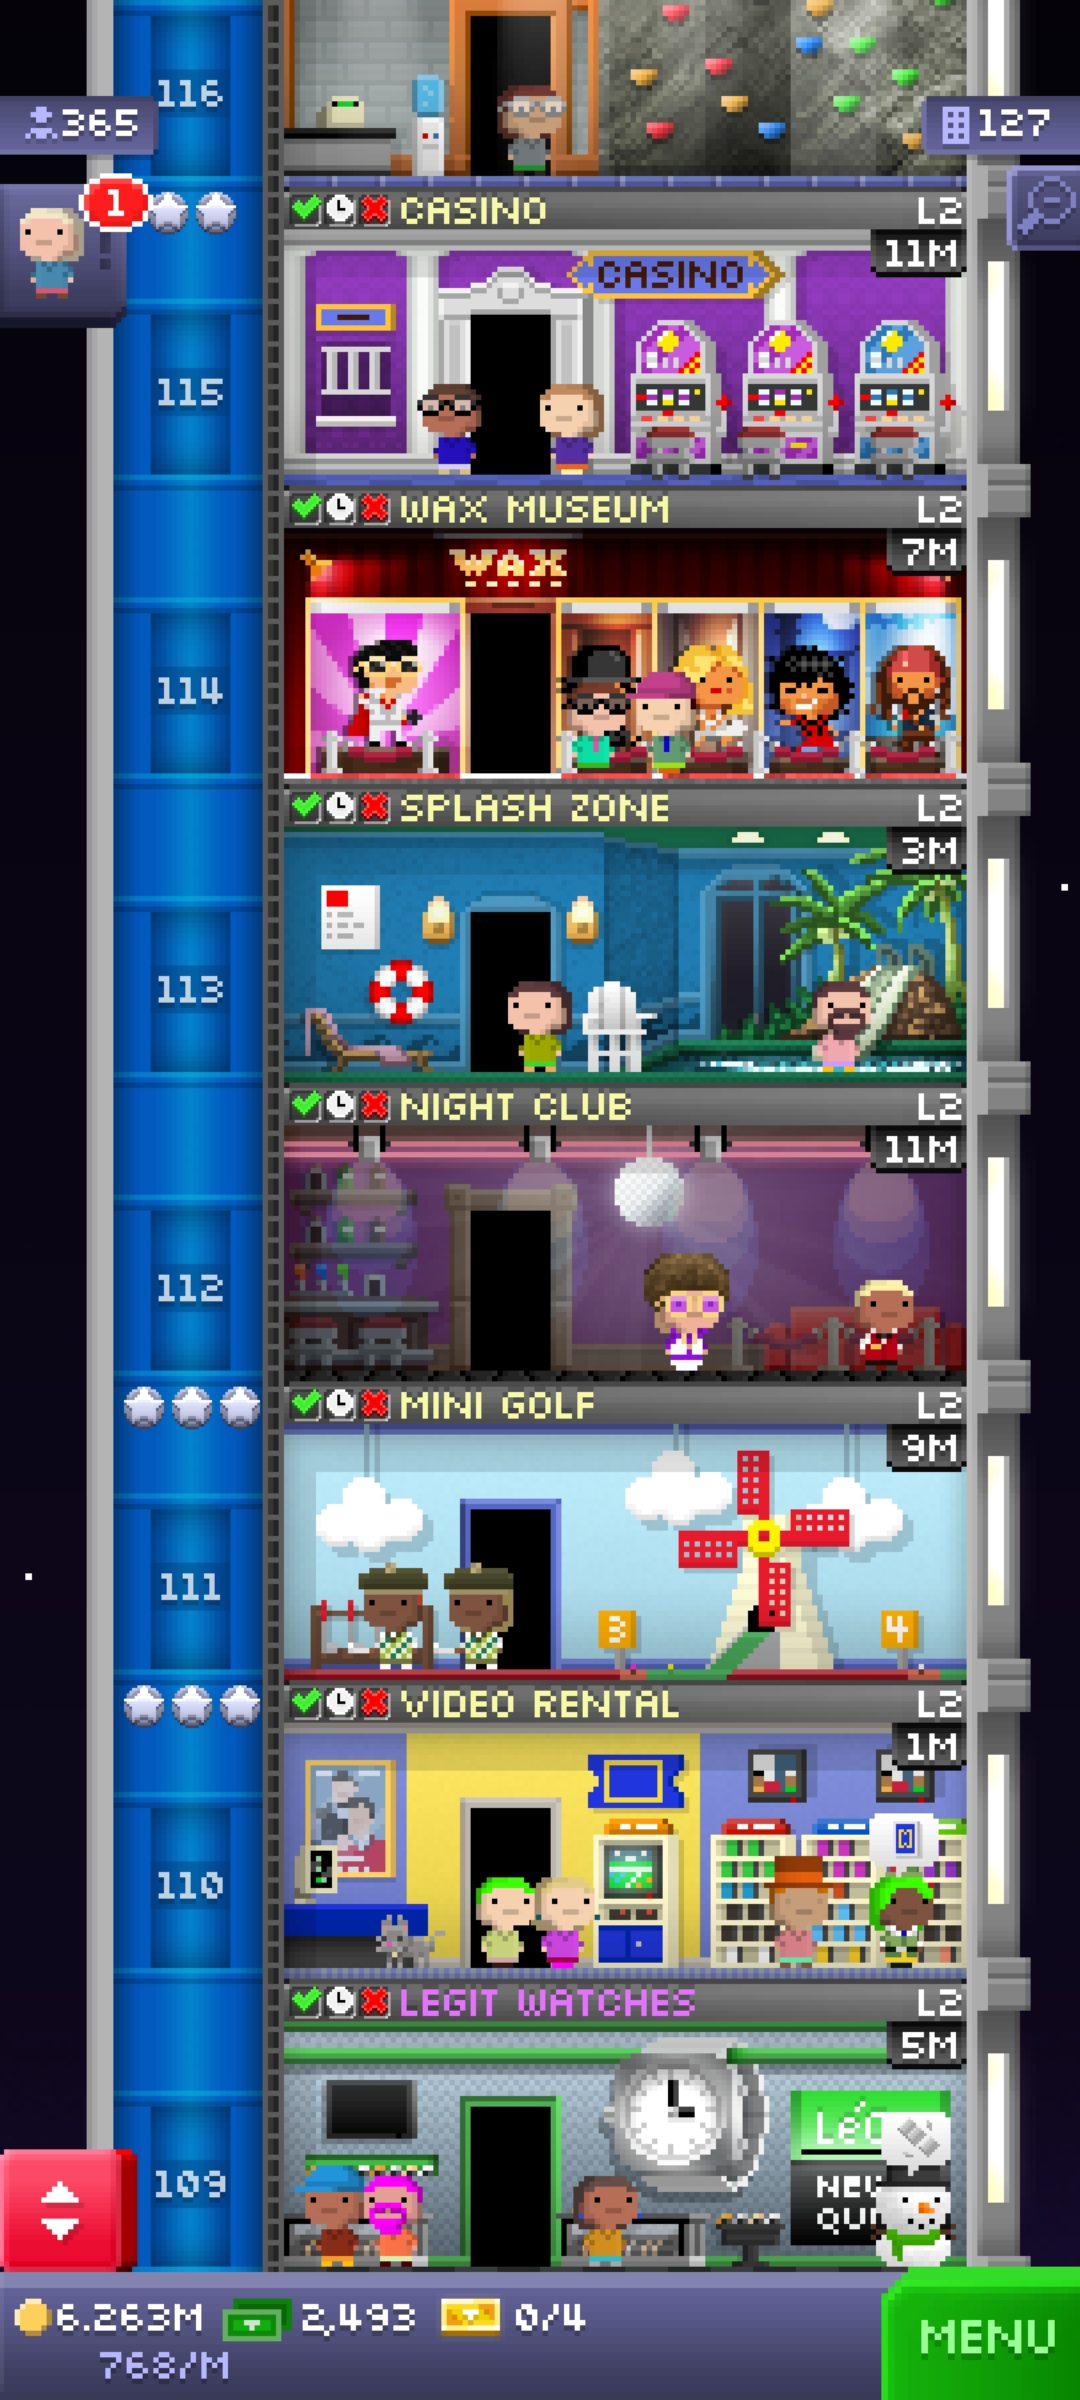 116
365
127
1
CASINO L2
11M
CASINO
115
WAX MUSEUM L2
7M
WAX
114
SPLASH ZONE L2
3M
113
NIGHT CLUB L2
11M
112
MINI GOLF L2
9M
111
3
4
VIDEO RENTAL L2
1M
110
LEGIT WATCHES L2
5M
109
6.263M 2,493 0/4
768/M
MENU